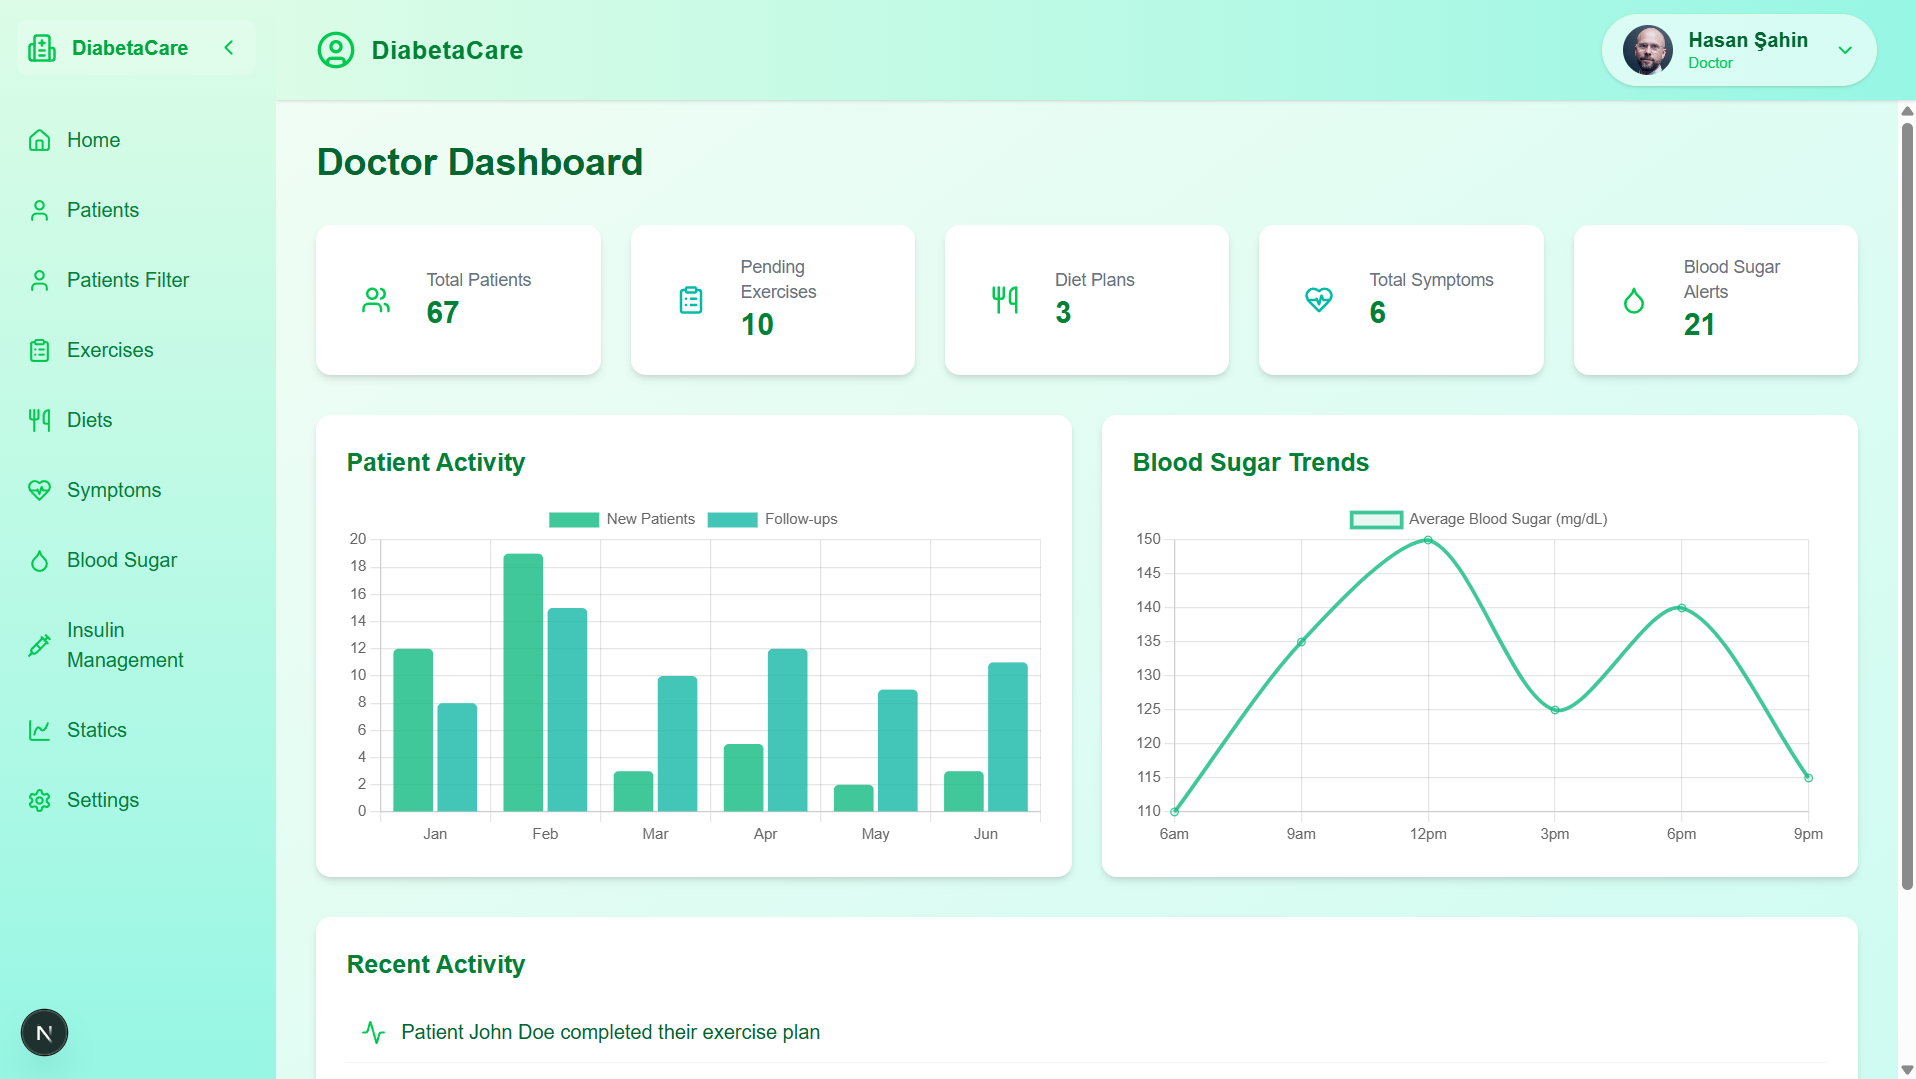 DiabetaCare
Home
Patients
Patients Filter
Exercises
Diets
Symptoms
Blood Sugar
Insulin
Management
Statics
Settings
N
DiabetaCare
Hasan Şahin
Doctor
Doctor Dashboard
Total Patients
67
Pending
Exercises
10
Diet Plans
3
Total Symptoms
6
Blood Sugar
Alerts
21
Patient Activity
New Patients
Follow-ups
20
18
16
14
12
10
8
6
4
2
0
Jan Feb Mar Apr May Jun
Blood Sugar Trends
Average Blood Sugar (mg/dL)
150
145
140
135
130
125
120
115
110
6am 9am 12pm 3pm 6pm 9pm
Recent Activity
Patient John Doe completed their exercise plan